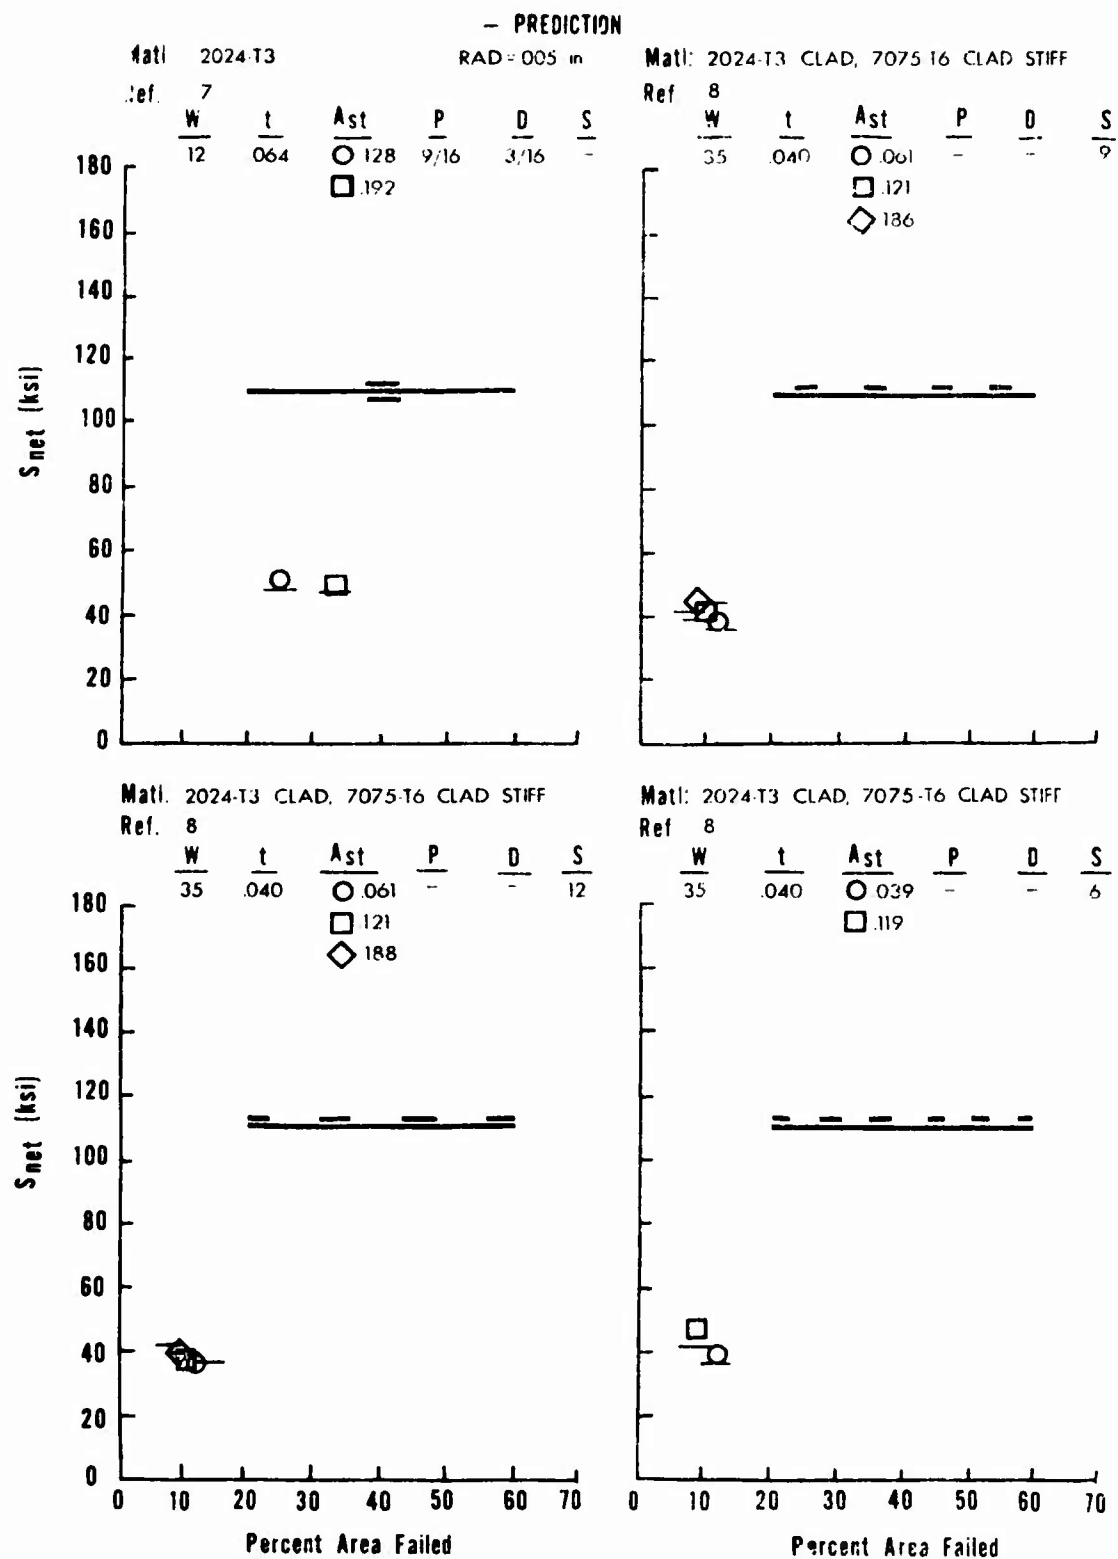 – PREDICTION
Matl 2024-T3 RAD = 005 in
Ref. 7
W t Ast P D S
12 .064 128 9/16 3/16 -
.192
180
160
140
120
100
80
60
40
20
0
Snet (ksi)
Matl: 2024-T3 CLAD, 7075 T6 CLAD STIFF
Ref 8
W t Ast P D S
35 .040 .061 - - 9
.121
186
Matl. 2024-T3 CLAD, 7075-T6 CLAD STIFF
Ref. 8
W t Ast P D S
35 .040 .061 - - 12
.121
188
180
160
140
120
100
80
60
40
20
0
Snet (ksi)
0 10 20 30 40 50 60 70
Percent Area Failed
Matl: 2024-T3 CLAD, 7075-T6 CLAD STIFF
Ref 8
W t Ast P D S
35 .040 039 - - 6
.119
0 10 20 30 40 50 60 70
Percent Area Failed